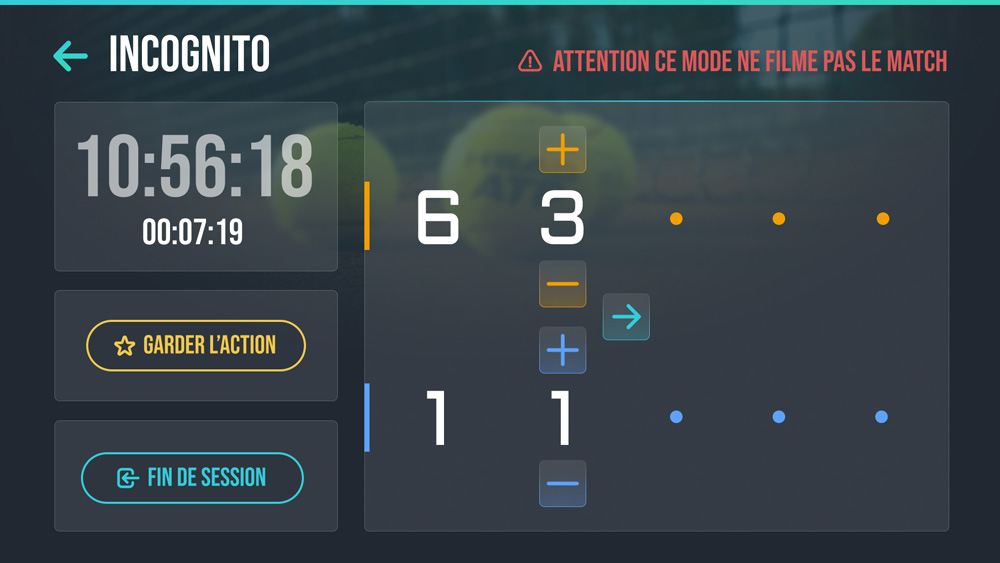 INCOGNITO
ATTENTION CE MODE NE FILME PAS LE MATCH
10:56:18
00:07:19
GARDER L'ACTION
FIN DE SESSION
6 3
1 1